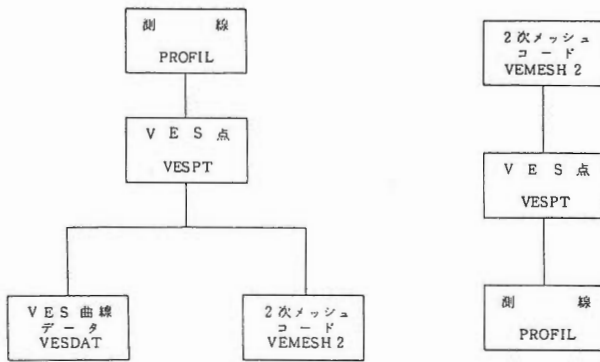 測 線
PROFIL
V E S 点
VESPT
V E S 曲線
データ
VESDAT
2次メッシュ
コード
VEMESH 2
2次メッシュ
コード
VEMESH 2
V E S 点
VESPT
測 線
PROFIL